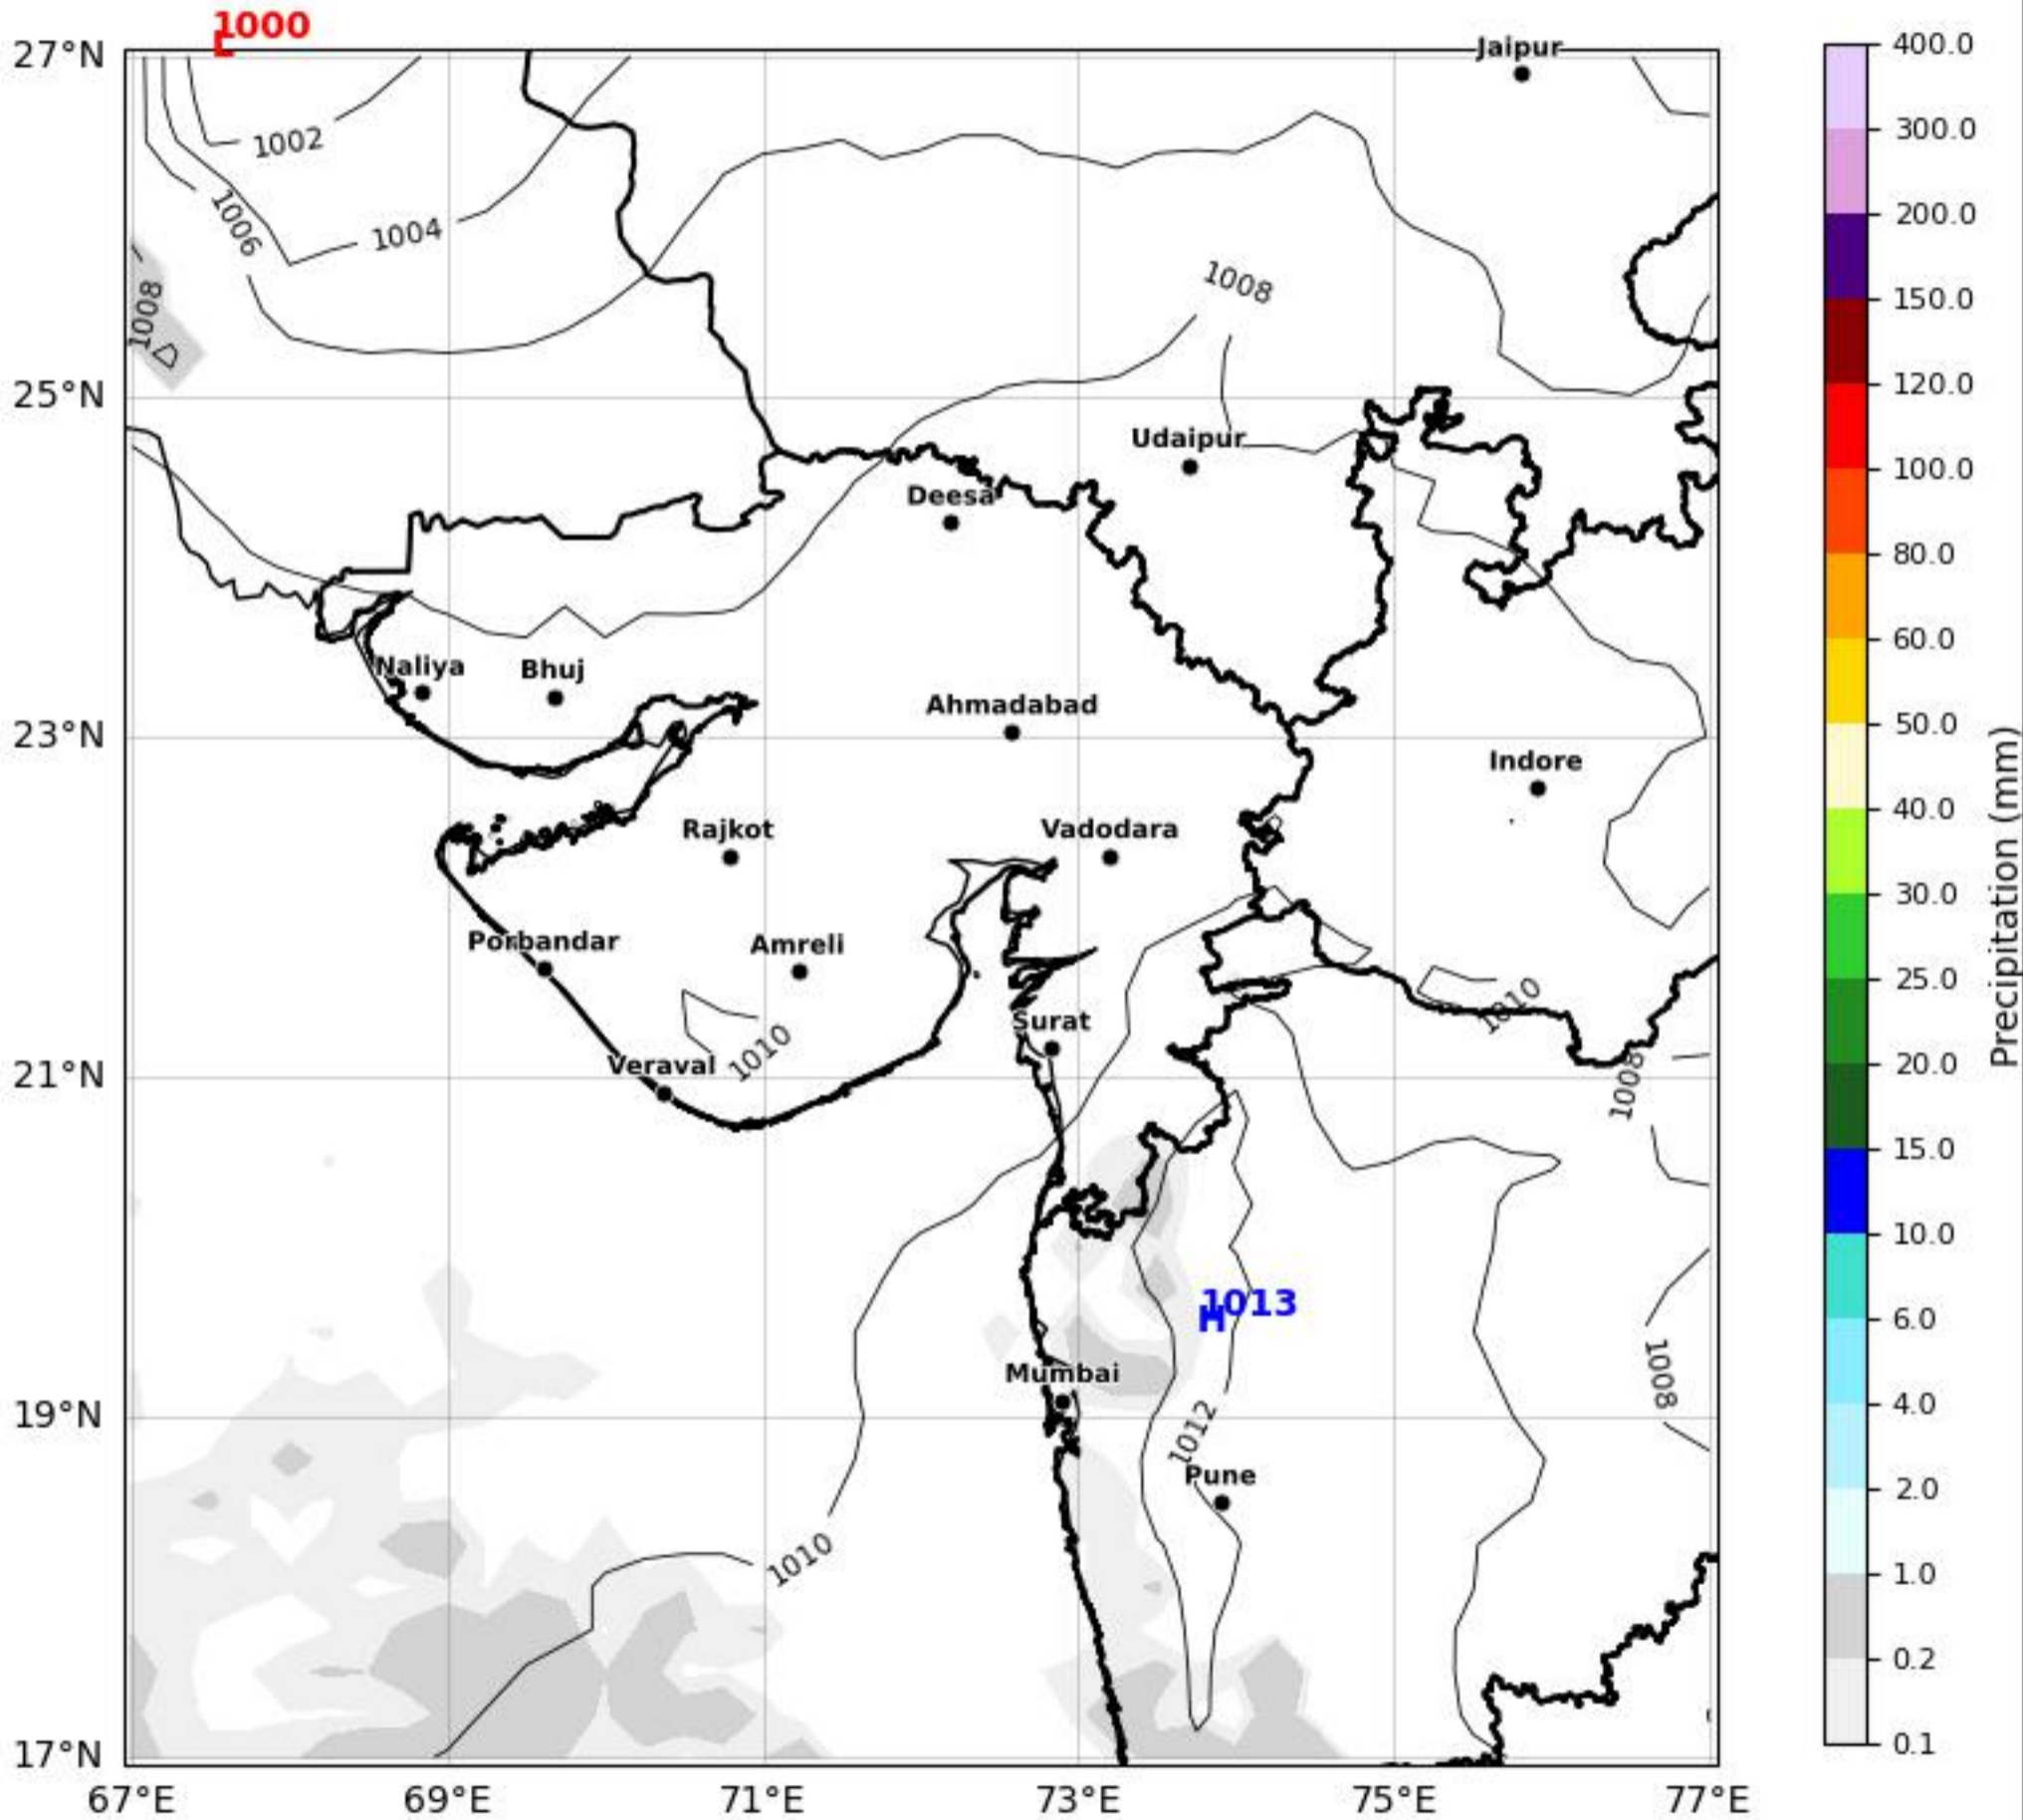 1000
L
27°N
Jaipur
400.0
300.0
1002
1006
1004
200.0
1008
1008
150.0
25°N
120.0
Udaipur
100.0
Deesa
80.0
60.0
Naliya
Bhuj
Ahmadabad
23°N
50.0
Indore
40.0
Rajkot
Vadodara
30.0
Porbandar
Amreli
25.0
1010
Surat
1010
Veraval
21°N
1008
20.0
15.0
Precipitation (mm)
10.0
1013
H
6.0
Mumbai
1008
4.0
19°N
1012
Pune
2.0
1010
1.0
0.2
17°N
0.1
67°E
69°E
71°E
73°E
75°E
77°E